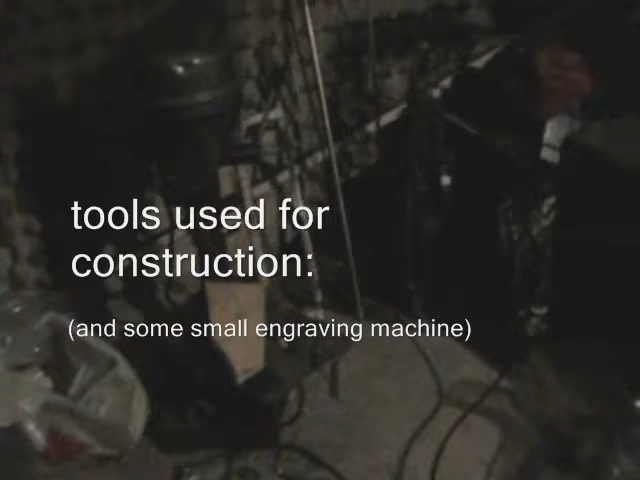 tools used for
construction:
(and some small engraving machine)